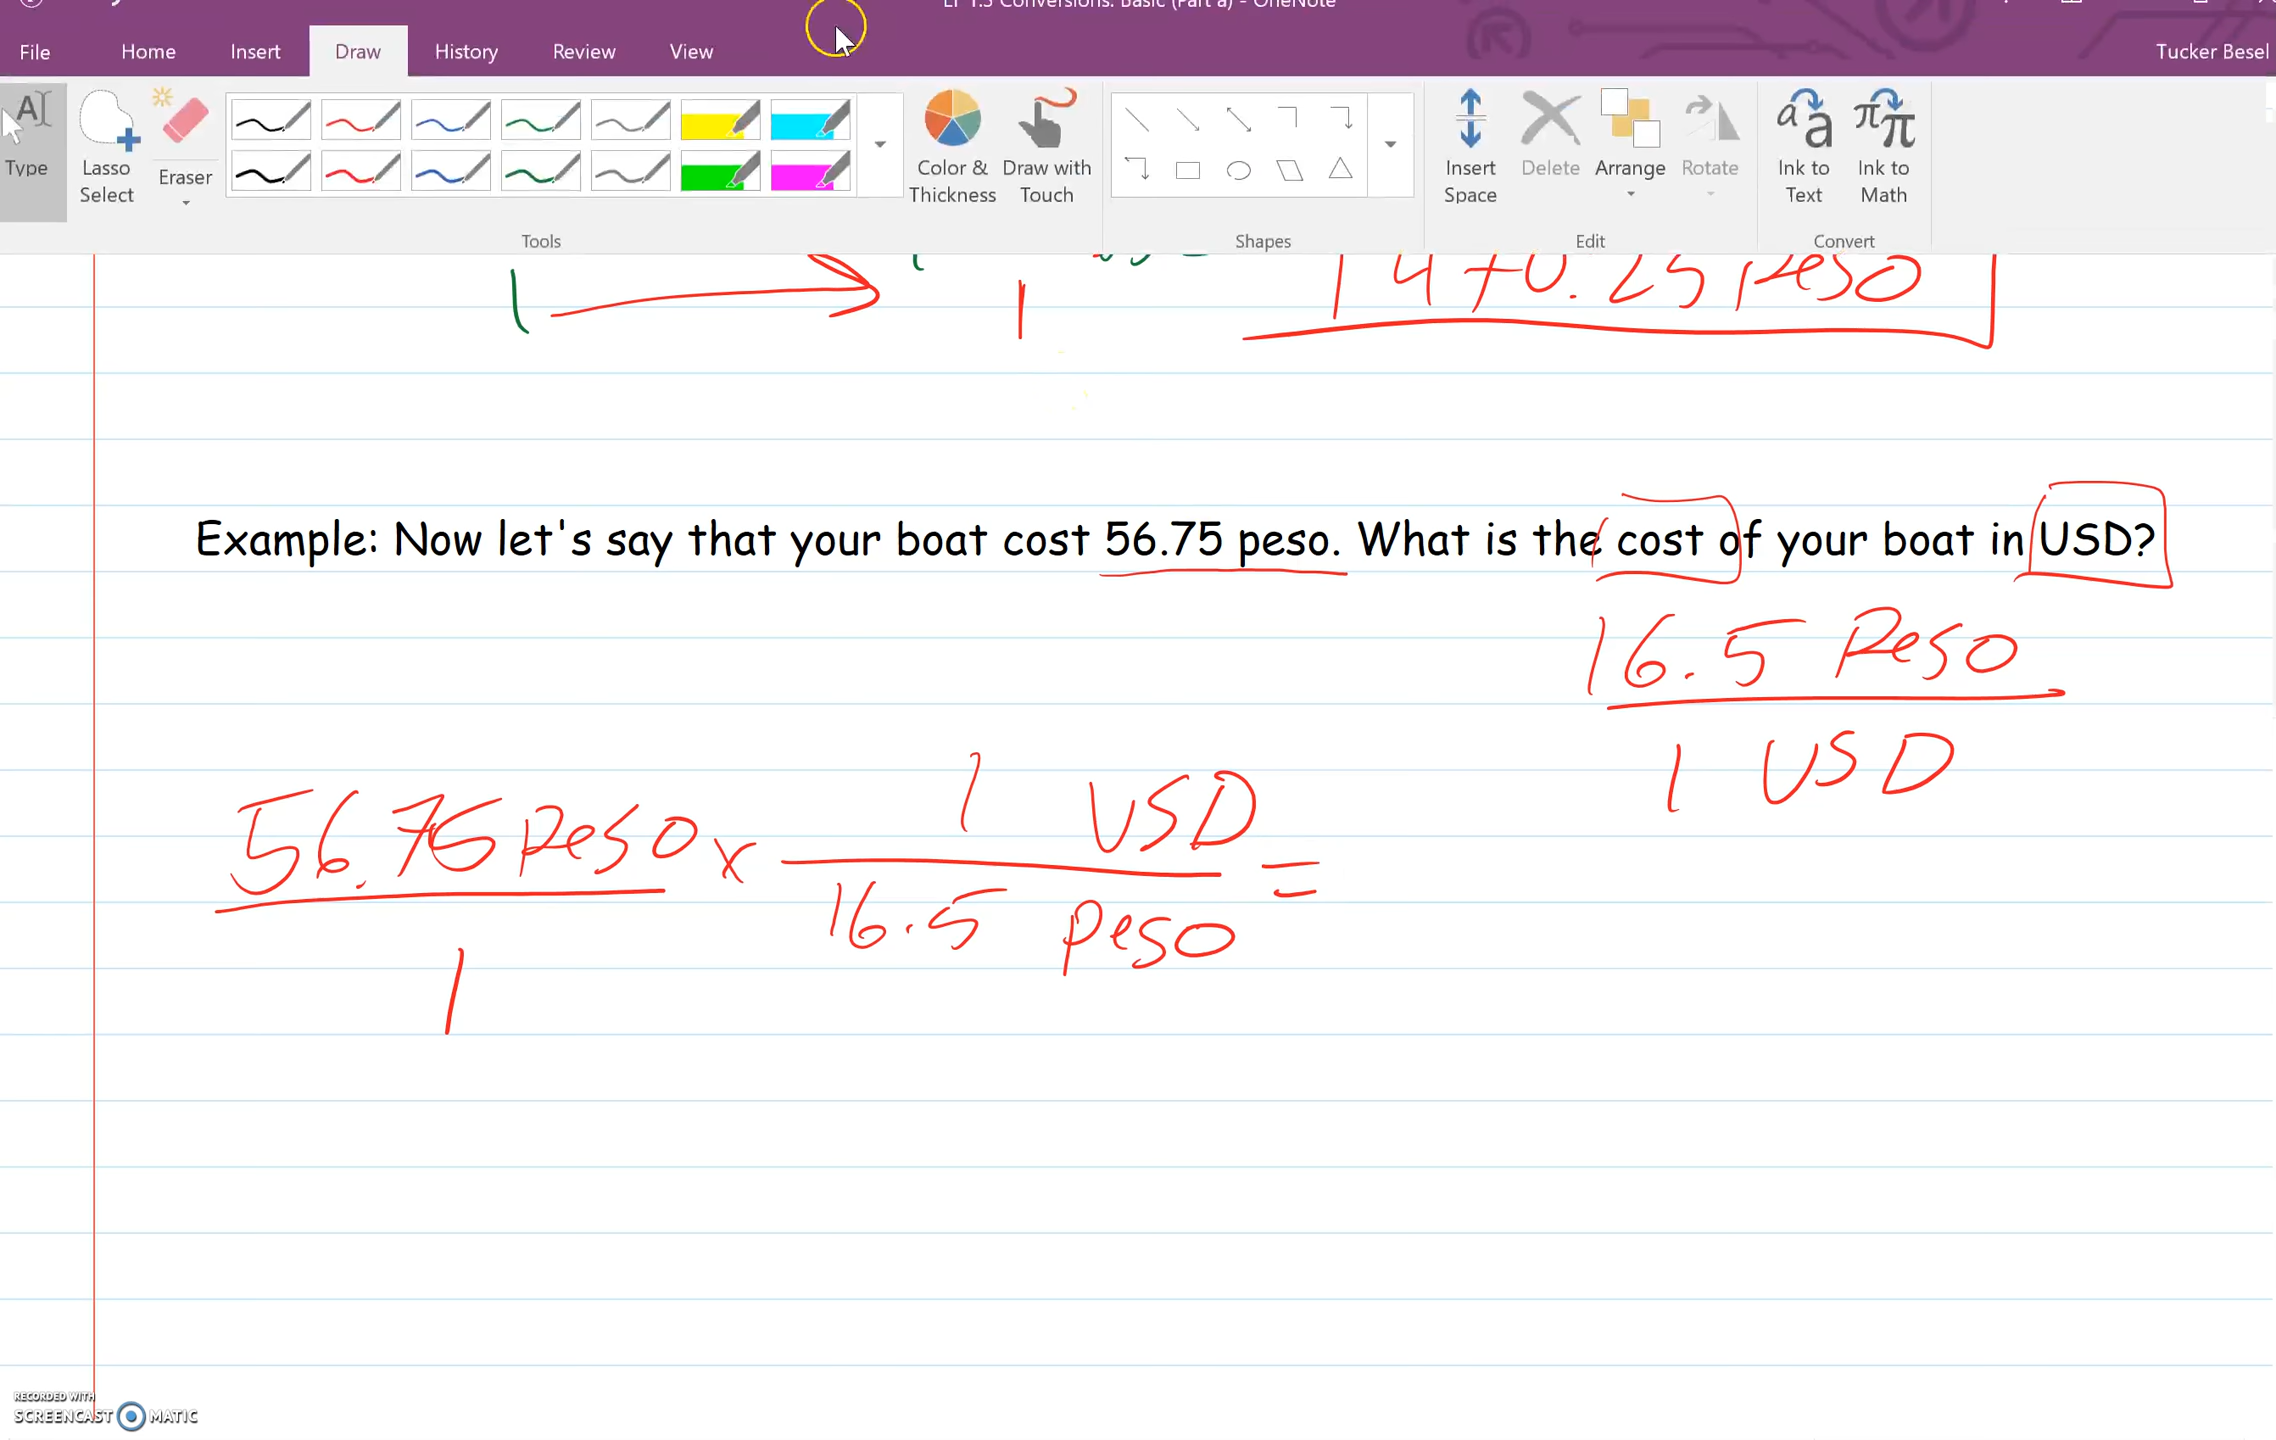 File Home Insert Draw History Review View Tucker Besel
Type Lasso Select Eraser Color & Thickness Draw with Touch Insert Space Delete Arrange Rotate Ink to Text Ink to Math
Tools Shapes Edit Convert
1 1 1470.25 Peso
Example: Now let's say that your boat cost 56.75 peso. What is the cost of your boat in USD?
16.5 Peso
1 USD
56.75 Peso x 1 USD =
1 16.5 Peso
RECORDED WITH
SCREENCAST MATIC